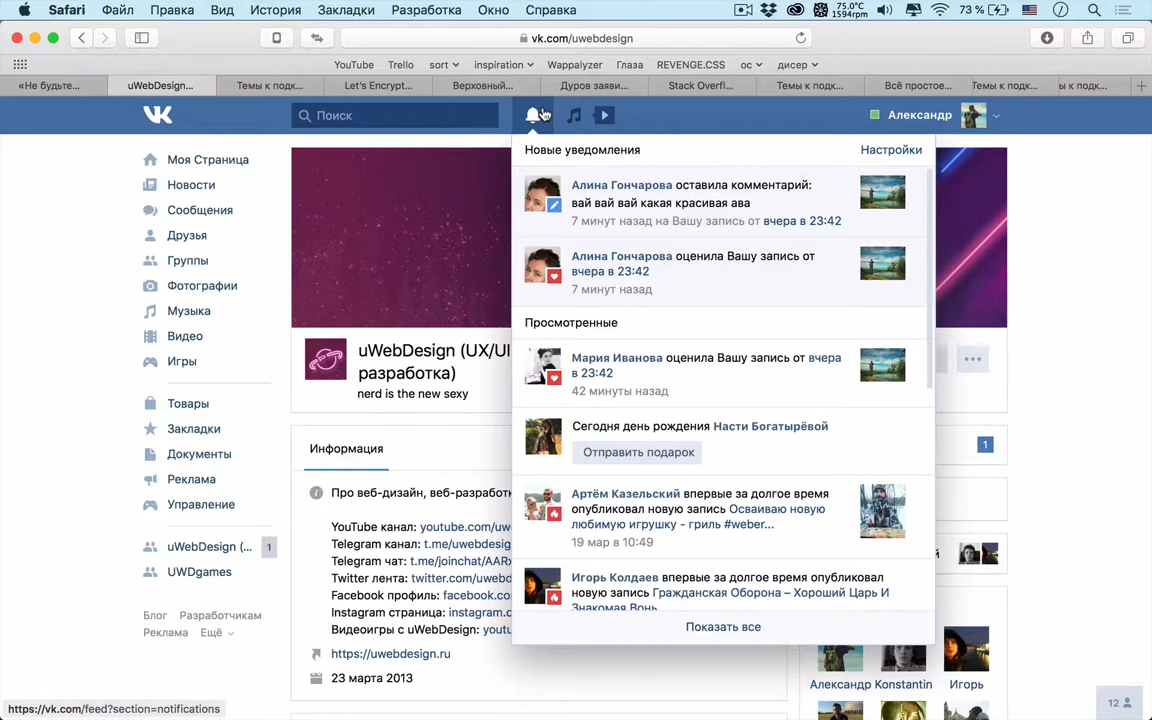 Safari Файл Правка Вид История Закладки Разработка Окно Справка
75.0°C
1594rpm
73 %
vk.com/uwebdesign
YouTube Trello sort inspiration Wappalyzer Глаза REVENGE.CSS ос дисер
«Не будьте... uWebDesign... Темы к подк... Let's Encrypt... Верховный... Дуров заяви... Stack Overfl... Темы к подк... Всё простое... Темы к подк... ы к подк...
Поиск
Александр
Моя Страница
Новости
Сообщения
Друзья
Группы
Фотографии
Музыка
Видео
Игры
Товары
Закладки
Документы
Реклама
Управление
uWebDesign (... 1
UWDgames
Блог Разработчикам
Реклама Ещё
uWebDesign (UX/UI
разработка)
nerd is the new sexy
Информация
Про веб-дизайн, веб-разработк
YouTube канал: youtube.com/uw
Telegram канал: t.me/uwebdesig
Telegram чат: t.me/joinchat/AARx
Twitter лента: twitter.com/uwebd
Facebook профиль: facebook.co
Instagram страница: instagram.c
Видеоигры с uWebDesign: youtu
https://uwebdesign.ru
23 марта 2013
Новые уведомления Настройки
Алина Гончарова оставила комментарий:
вай вай вай какая красивая ава
7 минут назад на Вашу запись от вчера в 23:42
Алина Гончарова оценила Вашу запись от
вчера в 23:42
7 минут назад
Просмотренные
Мария Иванова оценила Вашу запись от вчера
в 23:42
42 минуты назад
Сегодня день рождения Насти Богатырёвой
Отправить подарок
Артём Казельский впервые за долгое время
опубликовал новую запись Осваиваю новую
любимую игрушку - гриль #weber...
19 мар в 10:49
Игорь Колдаев впервые за долгое время опубликовал
новую запись Гражданская Оборона – Хороший Царь И
Знакомая Вонь
Показать все
1
й
Александр Konstantin Игорь
12
https://vk.com/feed?section=notifications